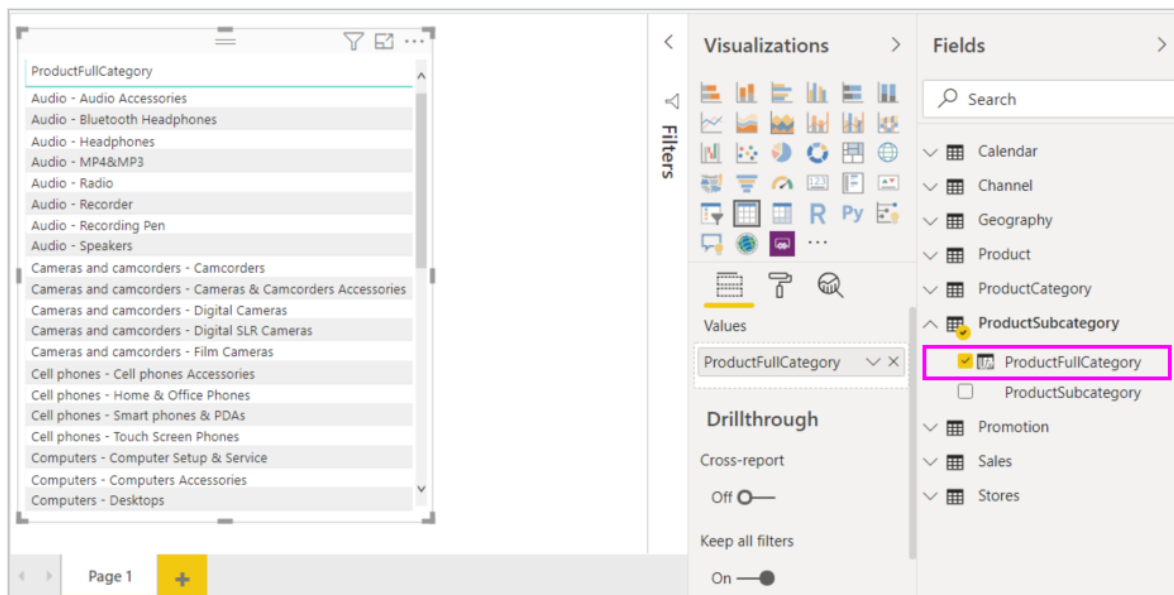 ProductFullCategory
Audio - Audio Accessories
Audio - Bluetooth Headphones
Audio - Headphones
Audio - MP4&MP3
Audio - Radio
Audio - Recorder
Audio - Recording Pen
Audio - Speakers
Cameras and camcorders - Camcorders
Cameras and camcorders - Cameras & Camcorders Accessories
Cameras and camcorders - Digital Cameras
Cameras and camcorders - Digital SLR Cameras
Cameras and camcorders - Film Cameras
Cell phones - Cell phones Accessories
Cell phones - Home & Office Phones
Cell phones - Smart phones & PDAs
Cell phones - Touch Screen Phones
Computers - Computer Setup & Service
Computers - Computers Accessories
Computers - Desktops
Page 1
Filters
Visualizations
123
R
Py
Values
ProductFullCategory
Drillthrough
Cross-report
Off
Keep all filters
On
Fields
Search
Calendar
Channel
Geography
Product
ProductCategory
ProductSubcategory
ProductFullCategory
ProductSubcategory
Promotion
Sales
Stores